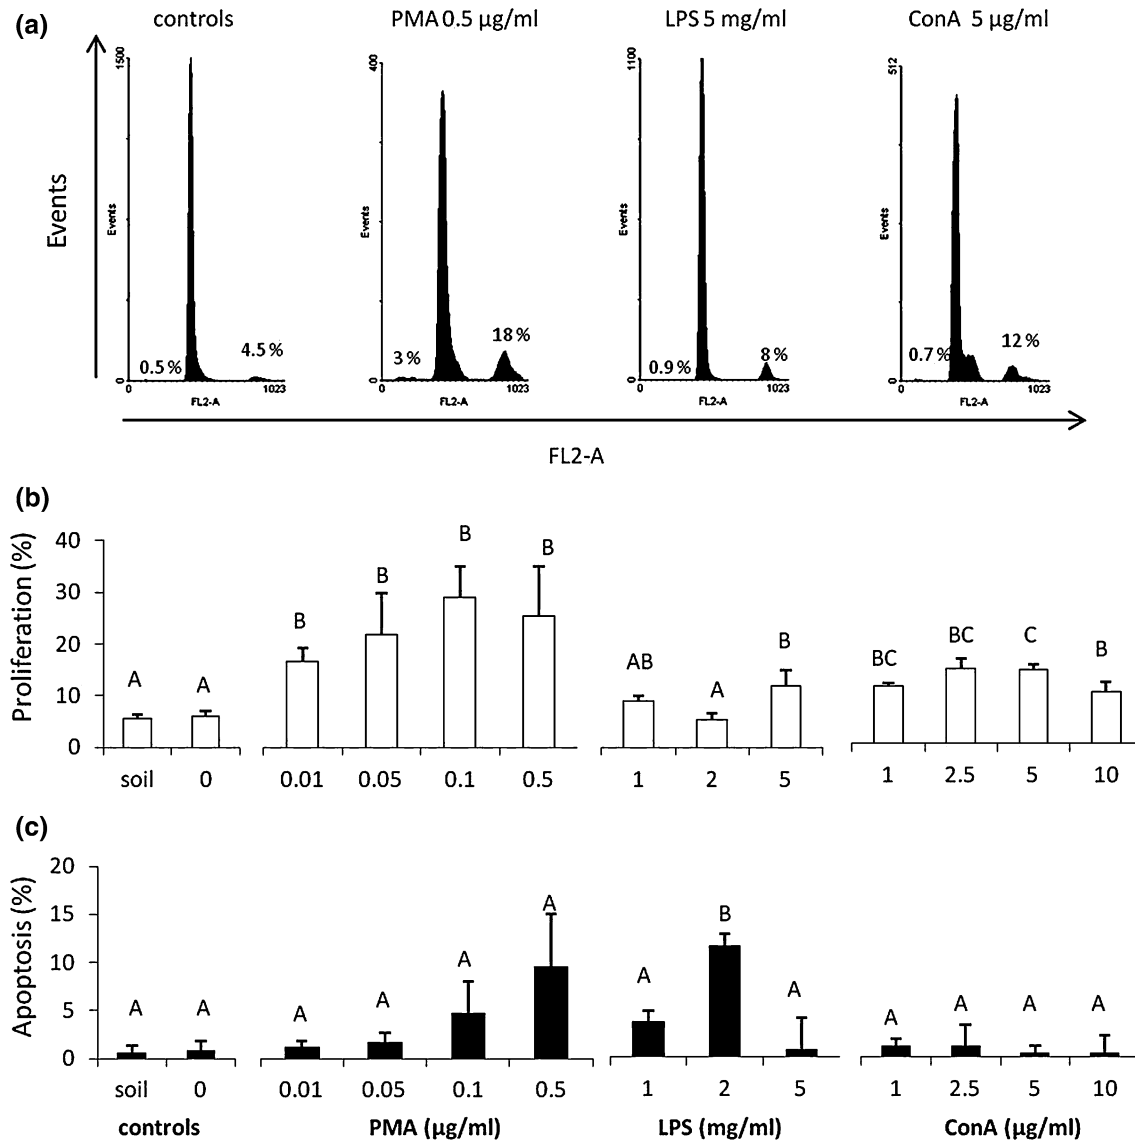 (a)
controls PMA 0.5 µg/ml LPS 5 mg/ml ConA 5 µg/ml
1500 400 1100 512
Events Events Events Events Events
0.5 % 4.5 % 3 % 18 % 0.9 % 8 % 0.7 % 12 %
0 0 0 0
0 1023 0 1023 0 1023 0 1023
FL2-A FL2-A FL2-A FL2-A
FL2-A
(b)
Proliferation (%)
40
30
20
10
0
A A B B B B AB A B BC BC C B
soil 0 0.01 0.05 0.1 0.5 1 2 5 1 2.5 5 10
(c)
Apoptosis (%)
20
15
10
5
0
A A A A A A A B A A A A A
soil 0 0.01 0.05 0.1 0.5 1 2 5 1 2.5 5 10
controls PMA (µg/ml) LPS (mg/ml) ConA (µg/ml)